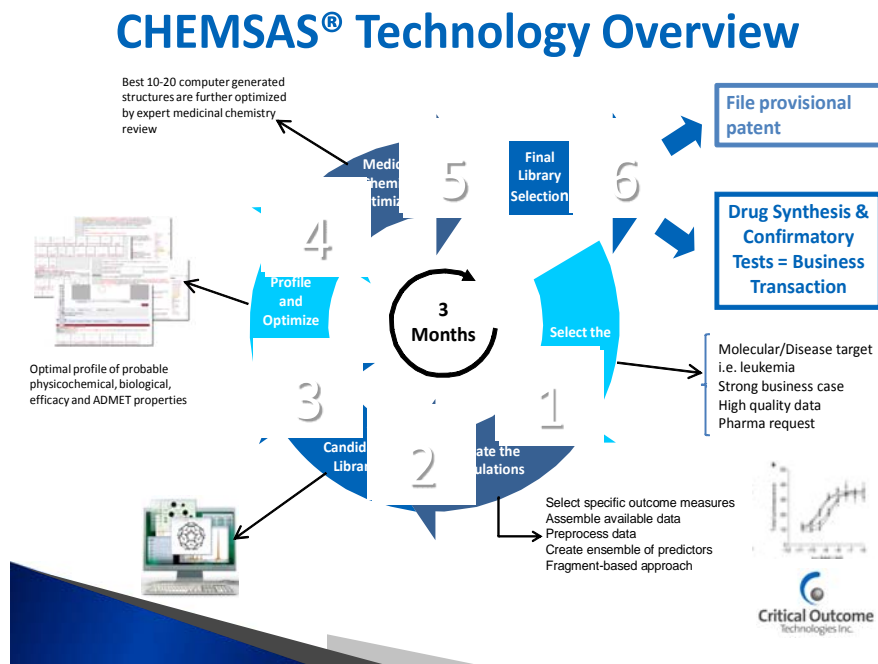 CHEMSAS® Technology Overview
Best 10-20 computer generated
structures are further optimized
by expert medicinal chemistry
review
File provisional
patent
Drug Synthesis &
Confirmatory
Tests = Business
Transaction
5
Final
Library
Selection
6
4
Profile
and
Optimize
3
Months
Select the
Molecular/Disease target
i.e. leukemia
Strong business case
High quality data
Pharma request
Optimal profile of probable
physicochemical, biological,
efficacy and ADMET properties
3
1
2
Select specific outcome measures
Assemble available data
Preprocess data
Create ensemble of predictors
Fragment-based approach
Critical Outcome
Technologies Inc.